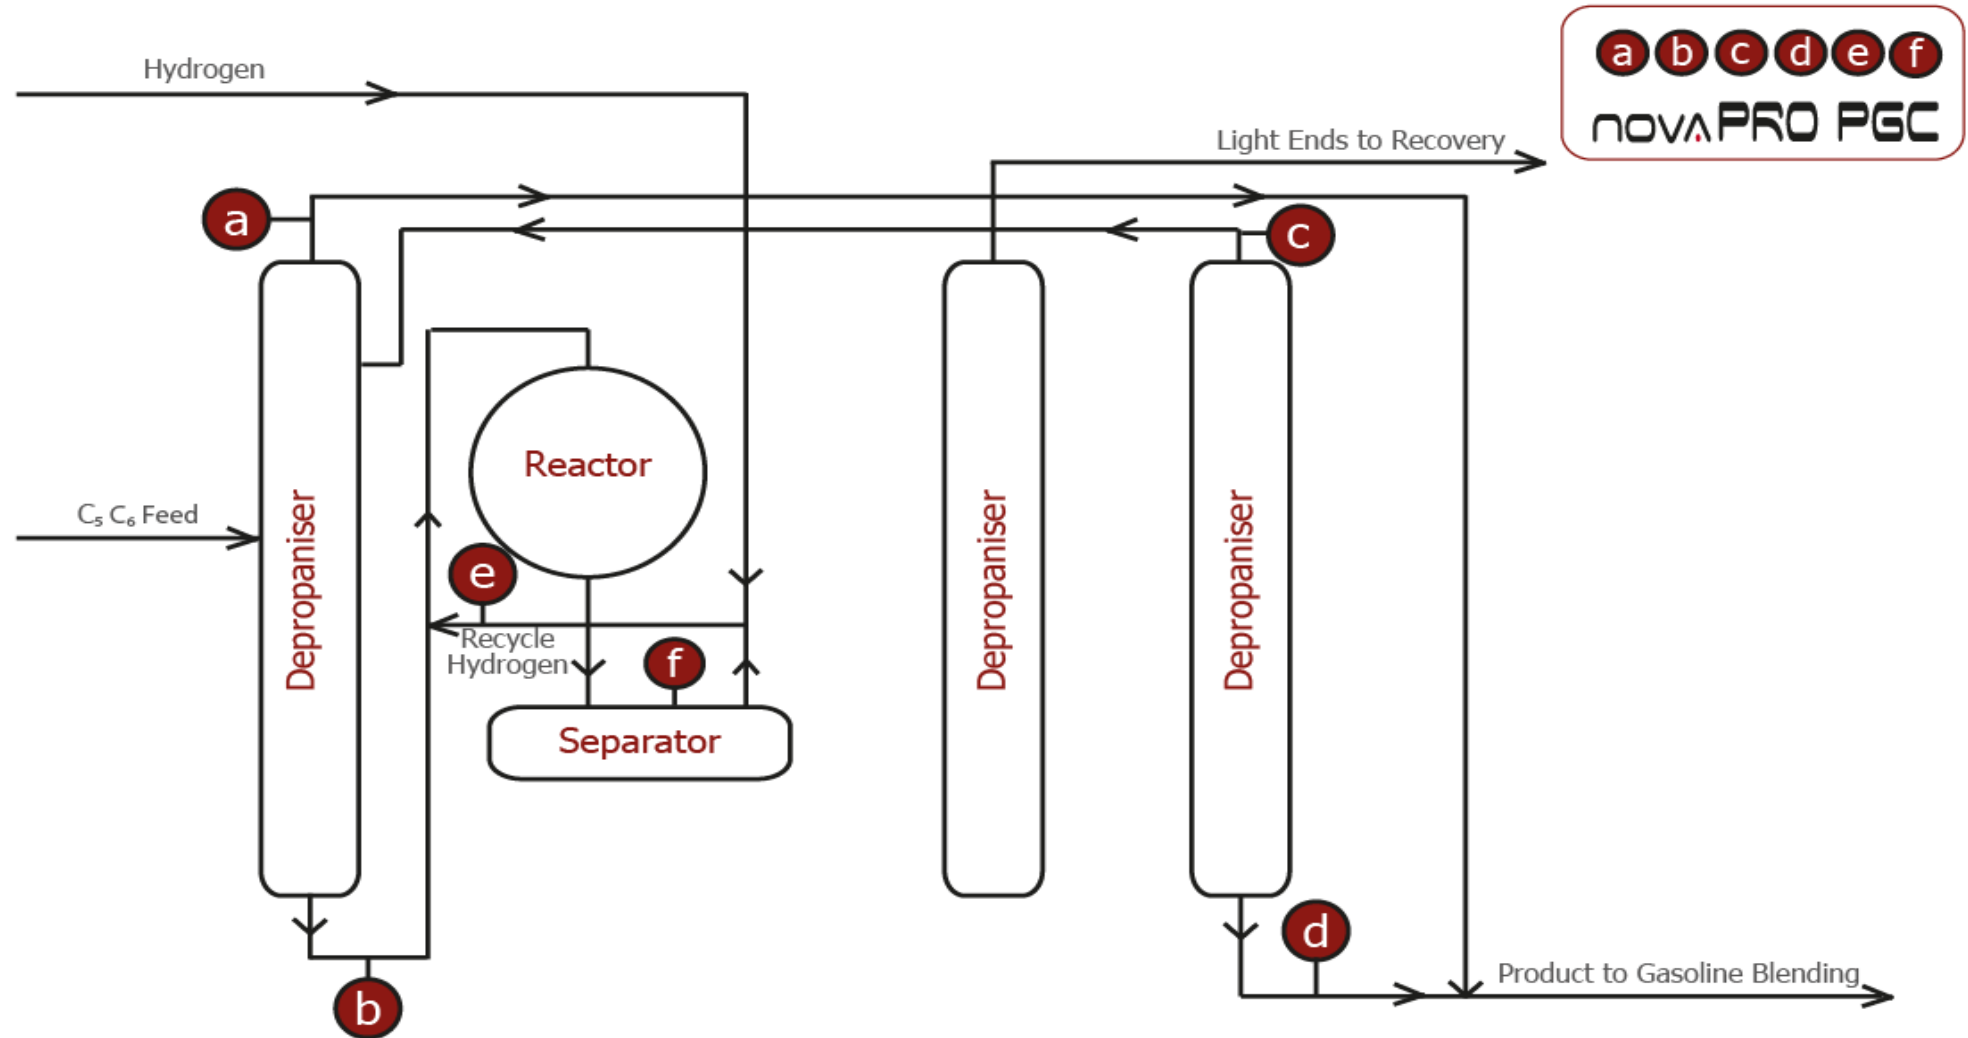 Hydrogen
a b c d e f
novaPRO PGC
Light Ends to Recovery
a
c
Reactor
C₅ C₆ Feed
Depropaniser
e
Recycle
Hydrogen
f
Separator
Depropaniser
Depropaniser
d
Product to Gasoline Blending
b